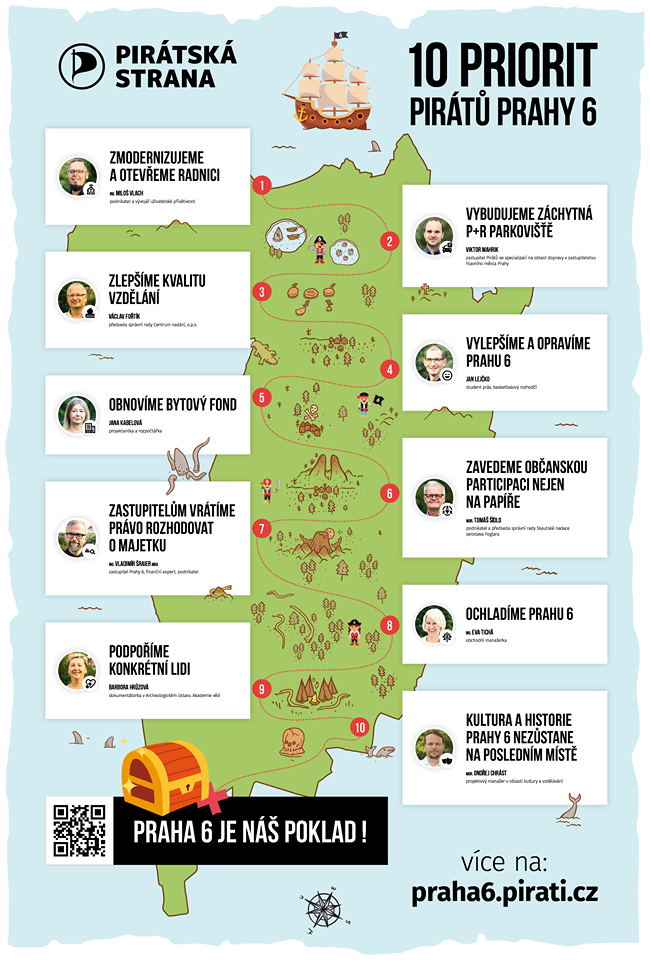 PIRÁTSKÁ
STRANA
10 PRIORIT
PIRÁTŮ PRAHY 6
1
ZMODERNIZUJEME
A OTEVŘEME RADNICI
ING. MILOŠ VLACH
podnikatel a vývojář uživatelské přívětivosti
2
VYBUDUJEME ZÁCHYTNÁ
P+R PARKOVIŠTĚ
VIKTOR MAHRIK
zastupitel Pirátů se specializací na oblast dopravy v zastupitelstvu
hlavního města Prahy
3
ZLEPŠÍME KVALITU
VZDĚLÁNÍ
VÁCLAV FOŘTÍK
předseda správní rady Centrum nadání, o.p.s.
4
VYLEPŠÍME A OPRAVÍME
PRAHU 6
JAN LEJČKO
student práv, basketbalový rozhodčí
5
OBNOVÍME BYTOVÝ FOND
JANA KABELOVÁ
projektantka a rozpočtářka
6
ZAVEDEME OBČANSKOU
PARTICIPACI NEJEN
NA PAPÍŘE
MGR. TOMÁŠ ŠÍDLO
podnikatel a předseda správní rady Skautské nadace
Jaroslava Foglara
7
ZASTUPITELŮM VRÁTÍME
PRÁVO ROZHODOVAT
O MAJETKU
ING. VLADIMÍR ŠRAIER MBA
zastupitel Prahy 6, finanční expert, podnikatel
8
OCHLADÍME PRAHU 6
ING. EVA TICHÁ
obchodní manažerka
9
PODPOŘÍME
KONKRÉTNÍ LIDI
BARBORA HRŮZOVÁ
dokumentátorka v Archeologickém ústavu Akademie věd
10
KULTURA A HISTORIE
PRAHY 6 NEZŮSTANE
NA POSLEDNÍM MÍSTĚ
MGR. ONDŘEJ CHRÁST
projektový manažer v oblasti kultury a vzdělávání
PRAHA 6 JE NÁŠ POKLAD !
více na:
praha6.pirati.cz
E
S
W